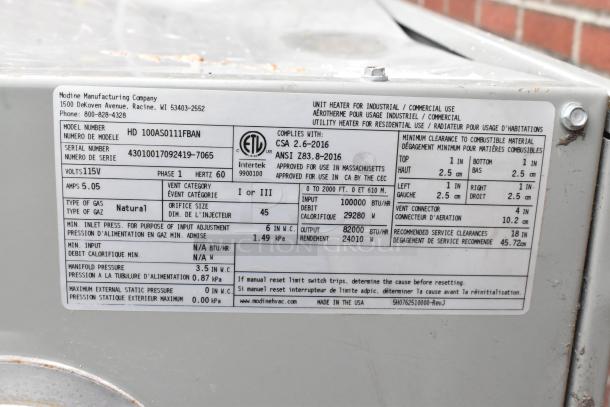 Modine Manufacturing Company
1500 DeKoven Avenue, Racine, WI 53403-2552
Phone: 800-828-4328
UNIT HEATER FOR INDUSTRIAL / COMMERCIAL USE
AÉROTHERME POUR USAGE INDUSTRIEL / COMMERCIAL
UTILITY HEATER FOR RESIDENTIAL USE / RADIATEUR POUR USAGE D'HABITATIONS
MODEL NUMBER
NUMERO DE MODELE
HD 100AS0111FBAN
SERIAL NUMBER
NUMERO DE SERIE
43010017092419-7065
VOLTS 115V PHASE 1 HERTZ 60
ETL
Intertek
9900100
COMPLIES WITH:
CSA 2.6-2016
ANSI Z83.8-2016
APPROVED FOR USE IN MASSACHUSETTS
APPROVED FOR USE IN CA BY THE CEC
MINIMUM CLEARANCE TO COMBUSTIBLE MATERIAL
DÉGAGEMENT MINIMUM POUR MATIÈRES COMBUSIBLES
TOP 1 IN
HAUT 2.5 cm
BOTTOM 1 IN
BAS 2.5 cm
LEFT 1 IN
GAUCHE 2.5 cm
RIGHT 1 IN
DROIT 2.5 cm
AMPS 5.05
VENT CATEGORY
ÉVENT CATÉGORIE
I or III
0 TO 2000 FT. 0 ET 610 M.
TYPE OF GAS
TYPE OF GAZ
Natural
ORIFICE SIZE
DIM. DE L'INJECTEUR
45
INPUT 100000 BTU/HR
DEBIT
CALORIFIQUE 29280 W
VENT CONNECTOR 4 IN
CONNECTEUR D'AERATION 10.2 cm
MIN. INLET PRESS. FOR PURPOSE OF INPUT ADJUSTMENT 6 IN W.C.
PRESSION D'ALIMENTATION EN GAZ MIN. ADMISE 1.49 kPa
OUTPUT 82000 BTU/HR
RENDEMENT 24010 W
RECOMMENDED SERVICE CLEARANCES 18 IN
DEGAGEMENT DE SERVICE RECOMMENDE 45.72cm
MIN. INPUT N/A BTU/HR
DEBIT CALORIFIQUE MIN. N/A W
MANIFOLD PRESSURE 3.5 IN W.C.
PRESSION A LA TUBULURE D'ALIMENTATION 0.87 kPa
MAXIMUM EXTERNAL STATIC PRESSURE 0 IN W.C.
PRESSION STATIQUE EXTERIEUR MAXIMUM 0.00 kPa
If manual reset limit switch trips, determine the cause before resetting.
Si manual reset interrupteur de limite adpic. déterminer la cause avant la réinitialisation.
www.modinehvac.com MADE IN THE USA 5H0762510000-RevJ
AUCTION GROUP